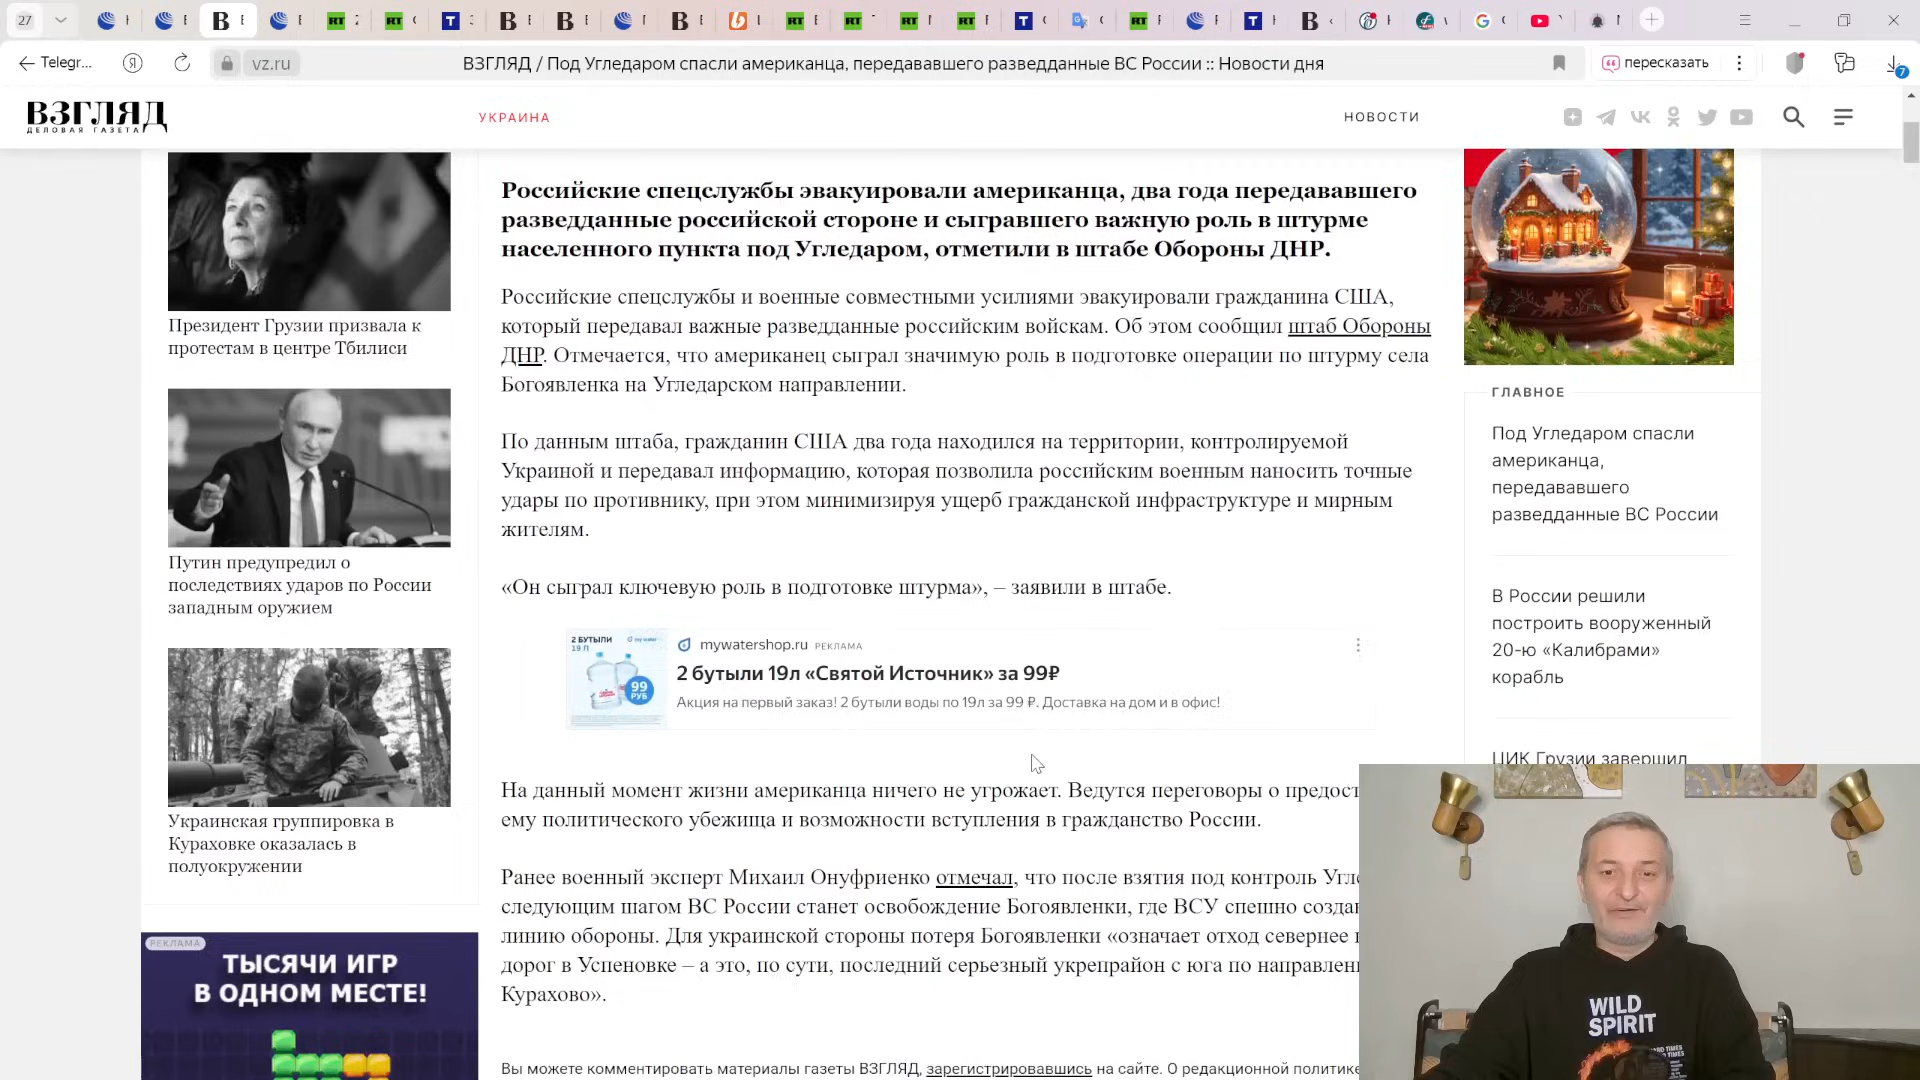 27
Telegr...
vz.ru
ВЗГЛЯД / Под Угледаром спасли американца, передававшего разведданные ВС России :: Новости дня
пересказать
7
ВЗГЛЯД
ДЕЛОВАЯ ГАЗЕТА
УКРАИНА
НОВОСТИ
Президент Грузии призвала к
протестам в центре Тбилиси
Путин предупредил о
последствиях ударов по России
западным оружием
Украинская группировка в
Кураховке оказалась в
полуокружении
РЕКЛАМА
ТЫСЯЧИ ИГР
В ОДНОМ МЕСТЕ!
Российские спецслужбы эвакуировали американца, два года передававшего
разведданные российской стороне и сыгравшего важную роль в штурме
населенного пункта под Угледаром, отметили в штабе Обороны ДНР.
Российские спецслужбы и военные совместными усилиями эвакуировали гражданина США,
который передавал важные разведданные российским войскам. Об этом сообщил штаб Обороны
ДНР. Отмечается, что американец сыграл значимую роль в подготовке операции по штурму села
Богоявленка на Угледарском направлении.
По данным штаба, гражданин США два года находился на территории, контролируемой
Украиной и передавал информацию, которая позволила российским военным наносить точные
удары по противнику, при этом минимизируя ущерб гражданской инфраструктуре и мирным
жителям.
«Он сыграл ключевую роль в подготовке штурма», – заявили в штабе.
2 БУТЫЛИ
19 Л
my water
99
РУБ
mywatershop.ru РЕКЛАМА
2 бутыли 19л «Святой Источник» за 99₽
Акция на первый заказ! 2 бутыли воды по 19л за 99 ₽. Доставка на дом и в офис!
На данный момент жизни американца ничего не угрожает. Ведутся переговоры о предост
ему политического убежища и возможности вступления в гражданство России.
Ранее военный эксперт Михаил Онуфриенко отмечал, что после взятия под контроль Угле
следующим шагом ВС России станет освобождение Богоявленки, где ВСУ спешно создаю
линию обороны. Для украинской стороны потеря Богоявленки «означает отход севернее
дорог в Успеновке – а это, по сути, последний серьезный укрепрайон с юга по направлен
Курахово».
Вы можете комментировать материалы газеты ВЗГЛЯД, зарегистрировавшись на сайте. О редакционной политике
ГЛАВНОЕ
Под Угледаром спасли
американца,
передававшего
разведданные ВС России
В России решили
построить вооруженный
20-ю «Калибрами»
корабль
ЦИК Грузии завершил
WILD
SPIRIT